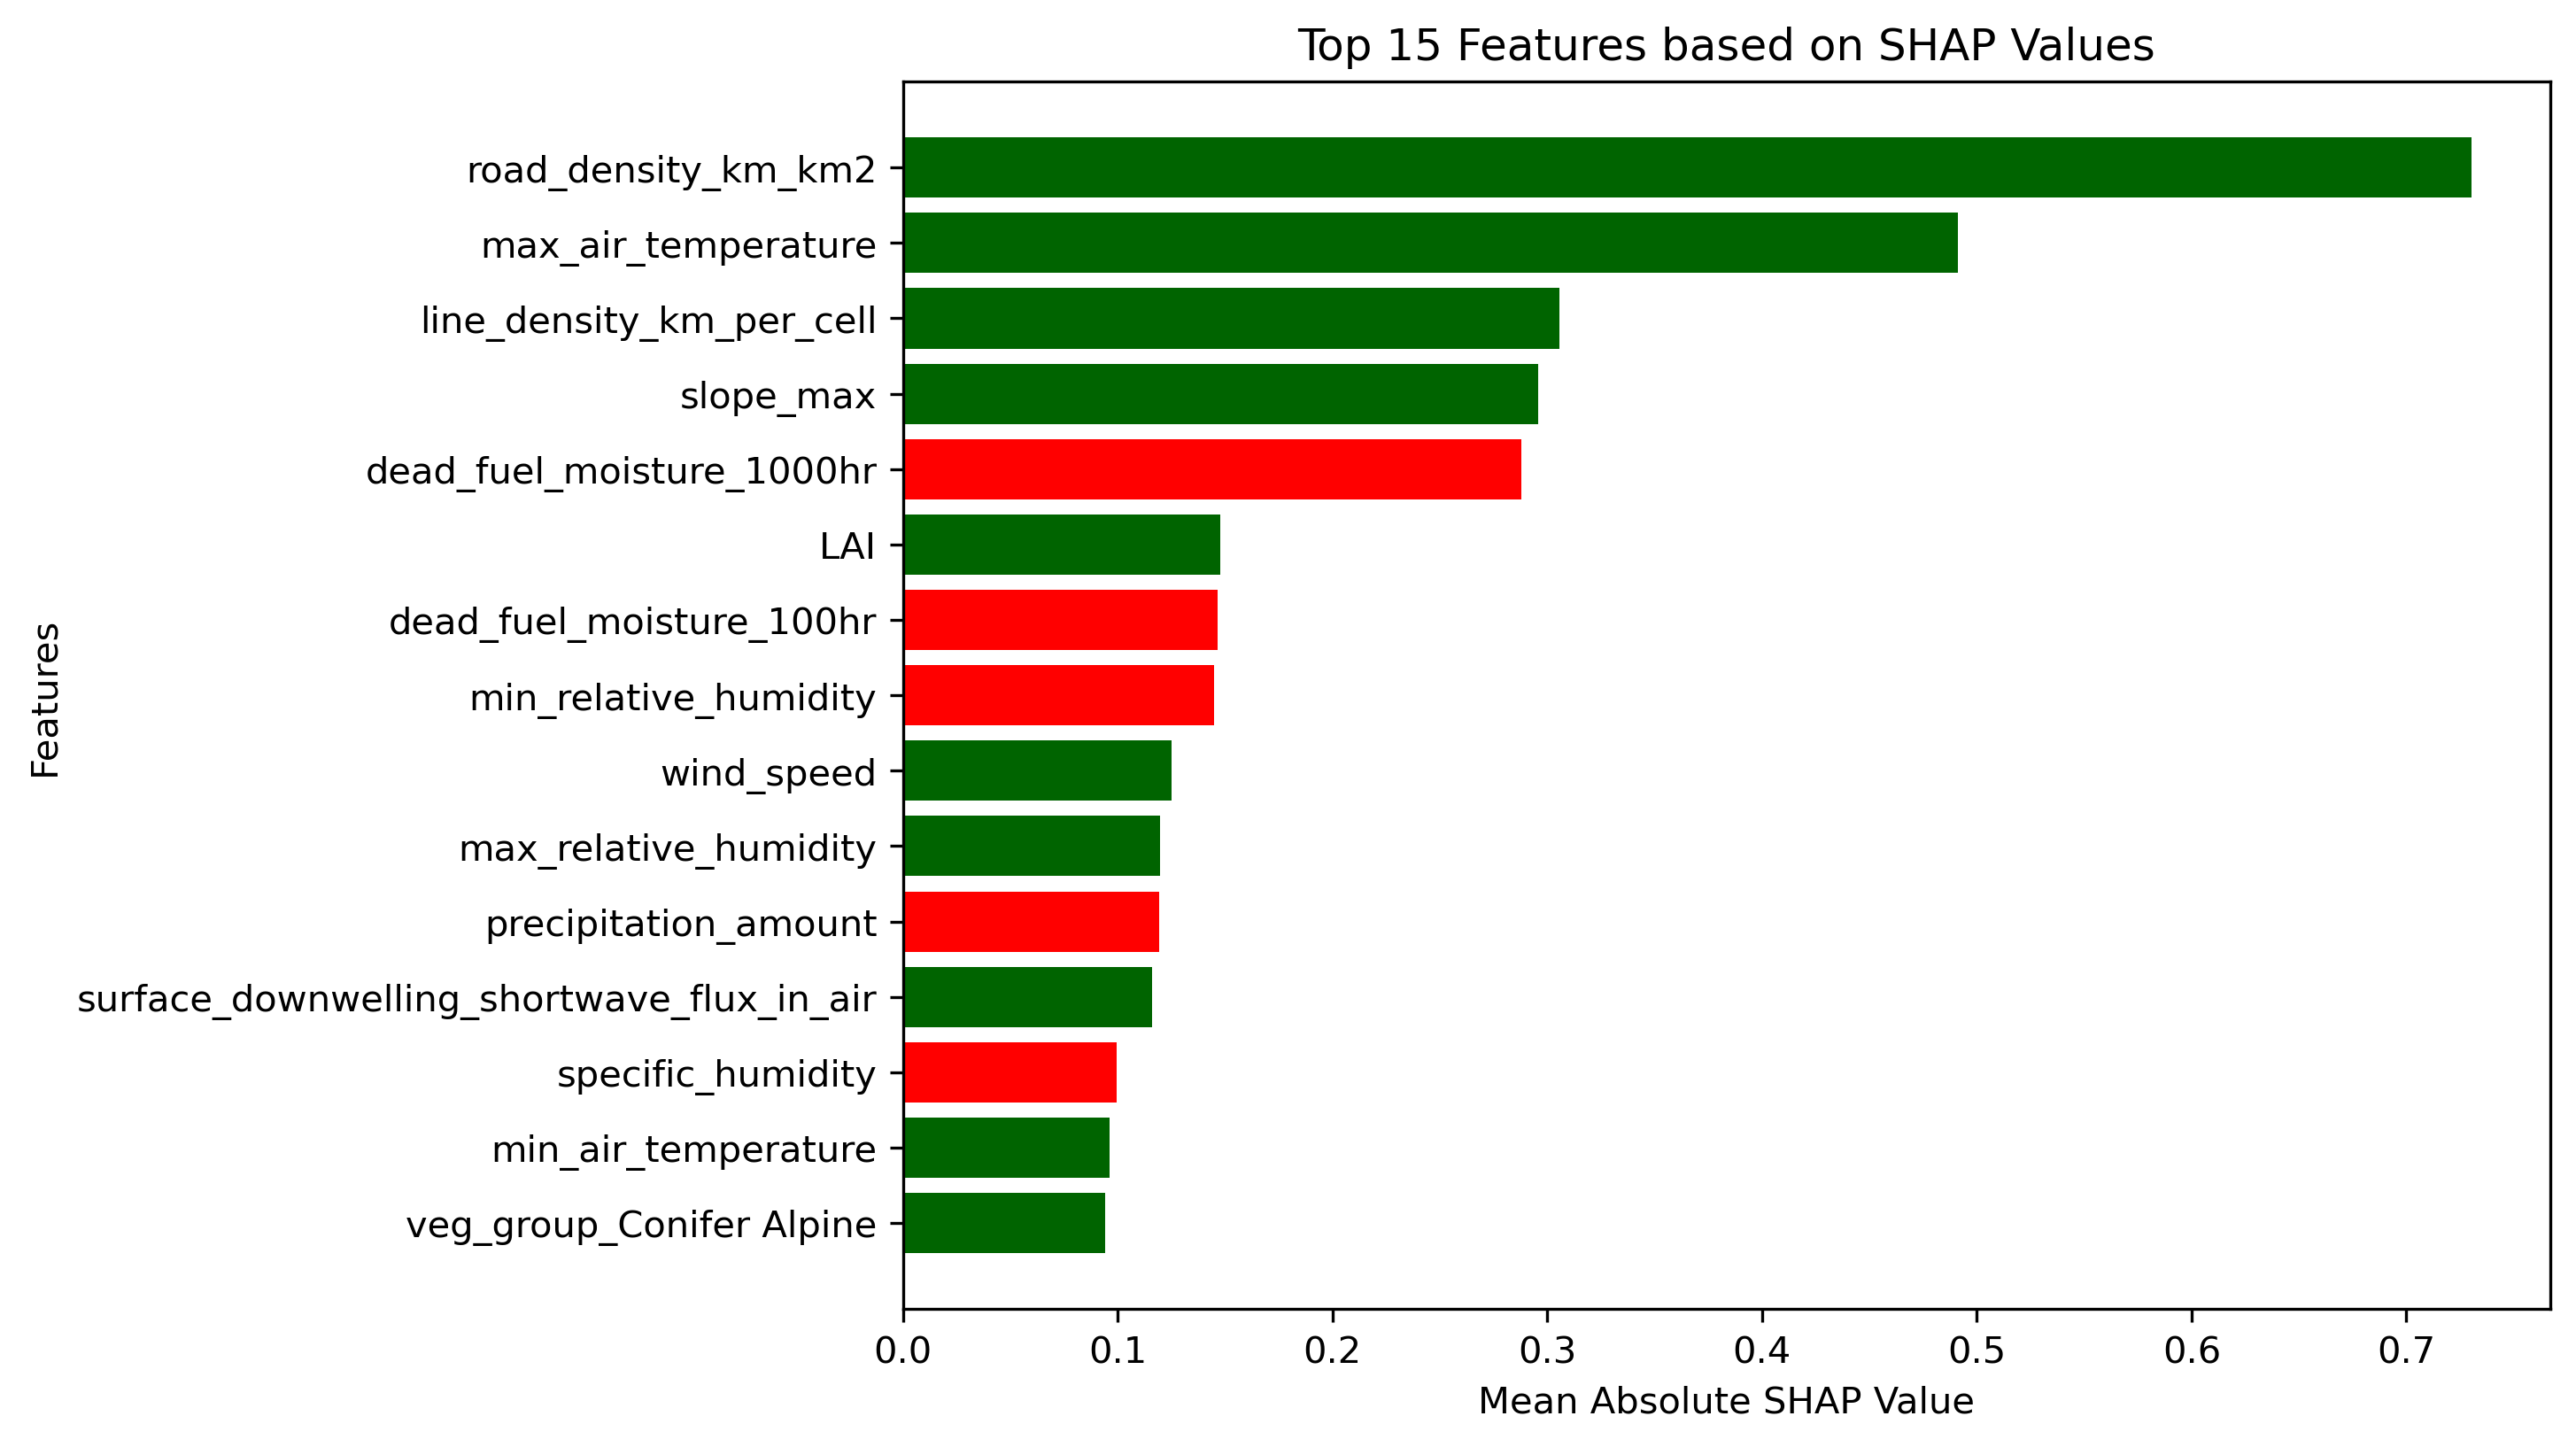 Top 15 Features based on SHAP Values
road_density_km_km2
max_air_temperature
line_density_km_per_cell
slope_max
dead_fuel_moisture_1000hr
LAI
dead_fuel_moisture_100hr
min_relative_humidity
wind_speed
max_relative_humidity
precipitation_amount
surface_downwelling_shortwave_flux_in_air
specific_humidity
min_air_temperature
veg_group_Conifer Alpine
Features
0.0 0.1 0.2 0.3 0.4 0.5 0.6 0.7
Mean Absolute SHAP Value